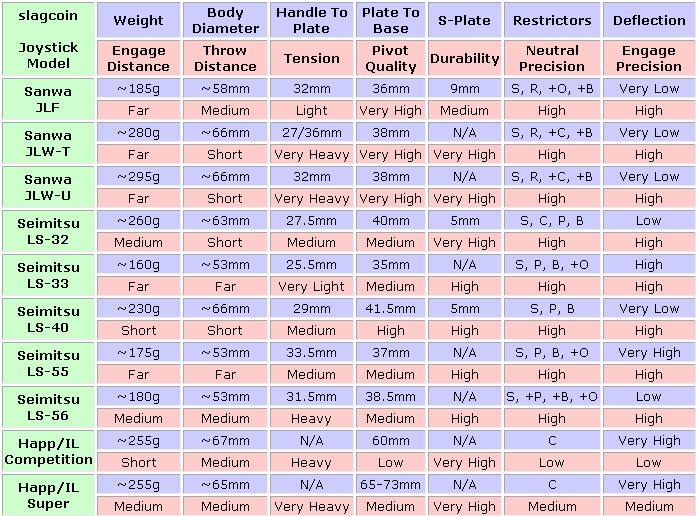 slagcoin Joystick Model Weight Body Diameter Handle To Plate Plate To Base S-Plate Restrictors Deflection
Engage Distance Throw Distance Tension Pivot Quality Durability Neutral Precision Engage Precision
Sanwa JLF ~185g ~58mm 32mm 36mm 9mm S, R, +O, +B Very Low
Far Medium Light Very High Medium High High
Sanwa JLW-T ~280g ~66mm 27/36mm 38mm N/A S, R, +C, +B Very Low
Far Short Very Heavy Very High Very High High High
Sanwa JLW-U ~295g ~66mm 32mm 38mm N/A S, R, +C, +B Very Low
Far Short Very Heavy Very High Very High High High
Seimitsu LS-32 ~260g ~63mm 27.5mm 40mm 5mm S, C, P, B Low
Medium Short Medium Medium Very High High High
Seimitsu LS-33 ~160g ~53mm 25.5mm 35mm N/A S, P, B, +O High
Far Far Very Light Medium High High High
Seimitsu LS-40 ~230g ~66mm 29mm 41.5mm 5mm S, P, B Very Low
Short Short Medium High High High High
Seimitsu LS-55 ~175g ~53mm 33.5mm 37mm N/A S, P, B, +O Very High
Far Far Medium Medium High High High
Seimitsu LS-56 ~180g ~53mm 31.5mm 38.5mm N/A S, +P, +B, +O Low
Medium Medium Heavy Medium High High High
Happ/IL Competition ~255g ~67mm N/A 60mm N/A C Very High
Short Medium Heavy Low Very High Low Low
Happ/IL Super ~255g ~65mm N/A 65-73mm N/A C Very High
Medium Medium Very Heavy Medium Very High Medium Medium